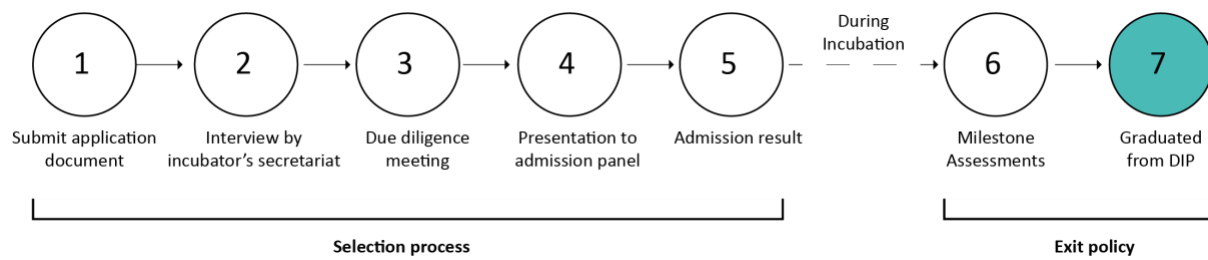 During
Incubation
1
2
3
4
5
6
7
Submit application
document
Interview by
incubator’s secretariat
Due diligence
meeting
Presentation to
admission panel
Admission result
Milestone
Assessments
Graduated
from DIP
Selection process
Exit policy